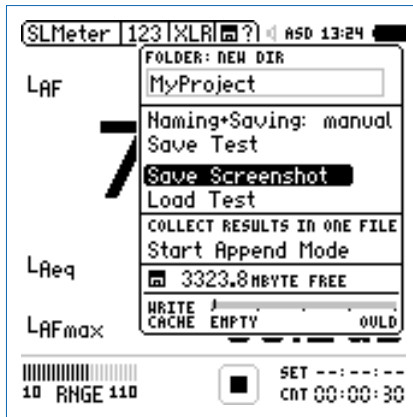 SLMeter 123 XLR ?) ASD 13:24
FOLDER: NEW DIR
LAF
MyProject
Naming+Saving: manual
Save Test
7
Save Screenshot
Load Test
COLLECT RESULTS IN ONE FILE
Start Append Mode
LAeq
3323.8 MBYTE FREE
WRITE
CACHE EMPTY OVLD
LAFmax
SET --:--:--
10 RNGE 110 CNT 00:00:30